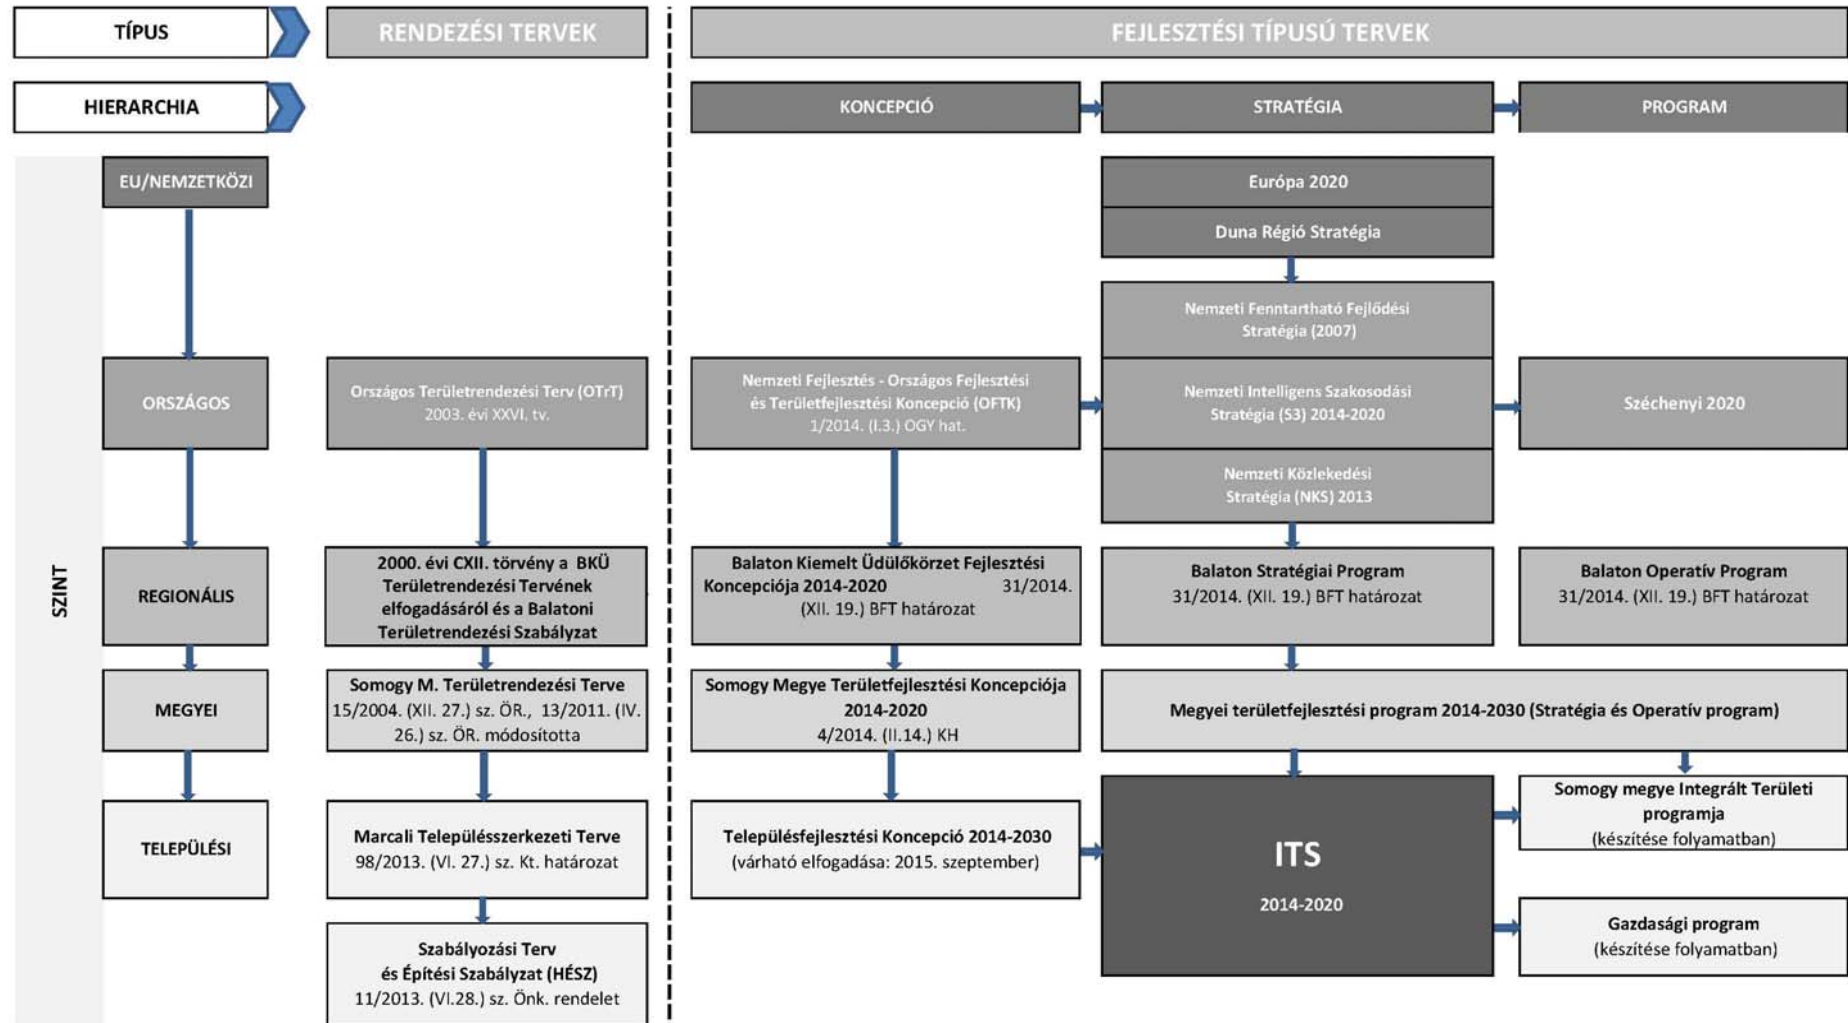 TÍPUS
RENDEZÉSI TERVEK
FEJLESZTÉSI TÍPUSÚ TERVEK
HIERARCHIA
KONCEPCIÓ
STRATÉGIA
PROGRAM
SZINT
EU/NEMZETKÖZI
Európa 2020
Duna Régió Stratégia
Nemzeti Fenntartható Fejlődési
Stratégia (2007)
ORSZÁGOS
Országos Területrendezési Terv (OTrT)
2003. évi XXVI. tv.
Nemzeti Fejlesztés - Országos Fejlesztési
és Területfejlesztési Koncepció (OFTK)
1/2014. (I.3.) OGY hat.
Nemzeti Intelligens Szakosodási
Stratégia (S3) 2014-2020
Széchenyi 2020
Nemzeti Közlekedési
Stratégia (NKS) 2013
REGIONÁLIS
2000. évi CXII. törvény a BKÜ
Területrendezési Tervének
elfogadásáról és a Balatoni
Területrendezési Szabályzat
Balaton Kiemelt Üdülőkörzet Fejlesztési
Koncepciója 2014-2020 31/2014.
(XII. 19.) BFT határozat
Balaton Stratégiai Program
31/2014. (XII. 19.) BFT határozat
Balaton Operatív Program
31/2014. (XII. 19.) BFT határozat
MEGYEI
Somogy M. Területrendezési Terve
15/2004. (XII. 27.) sz. ÖR., 13/2011. (IV.
26.) sz. ÖR. módosította
Somogy Megye Területfejlesztési Koncepciója
2014-2020
4/2014. (II.14.) KH
Megyei területfejlesztési program 2014-2030 (Stratégia és Operatív program)
TELEPÜLÉSI
Marcali Településszerkezeti Terve
98/2013. (VI. 27.) sz. Kt. határozat
Településfejlesztési Koncepció 2014-2030
(várható elfogadása: 2015. szeptember)
ITS
2014-2020
Somogy megye Integrált Területi
programja
(készítése folyamatban)
Szabályozási Terv
és Építési Szabályzat (HÉSZ)
11/2013. (VI.28.) sz. Önk. rendelet
Gazdasági program
(készítése folyamatban)